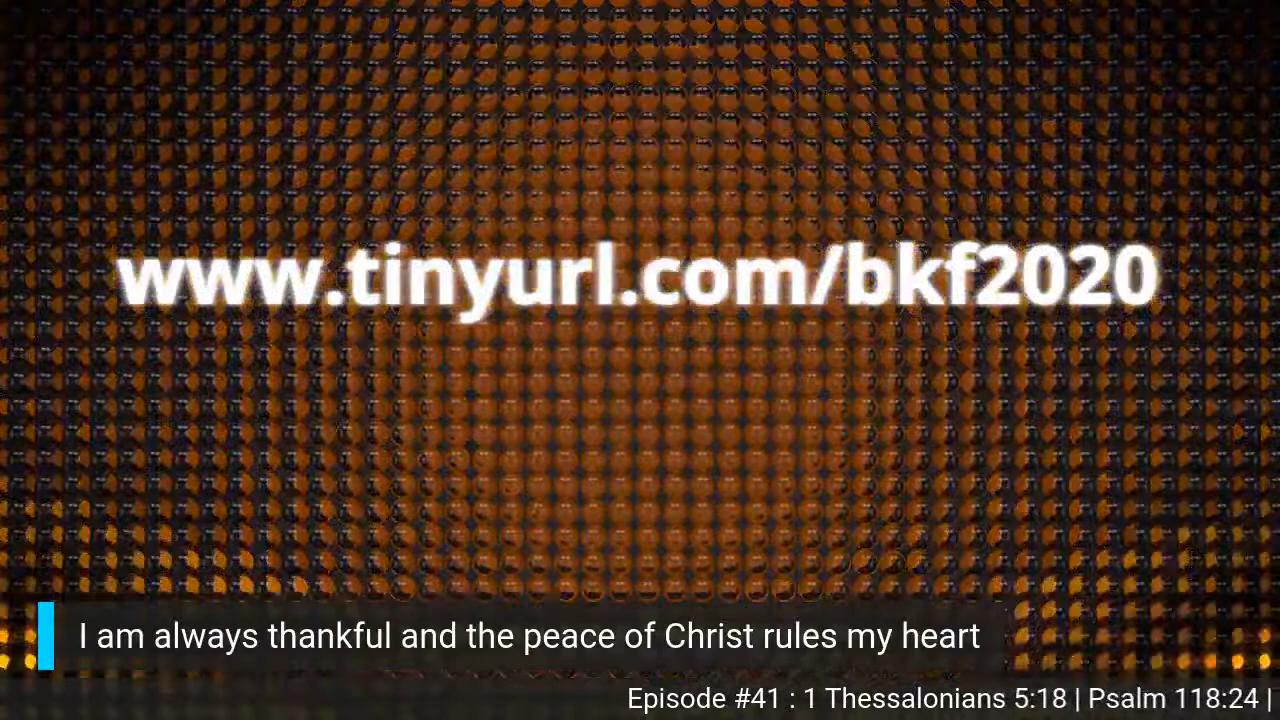 www.tinyurl.com/bkf2020
I am always thankful and the peace of Christ rules my heart
Episode #41 : 1 Thessalonians 5:18 | Psalm 118:24 |